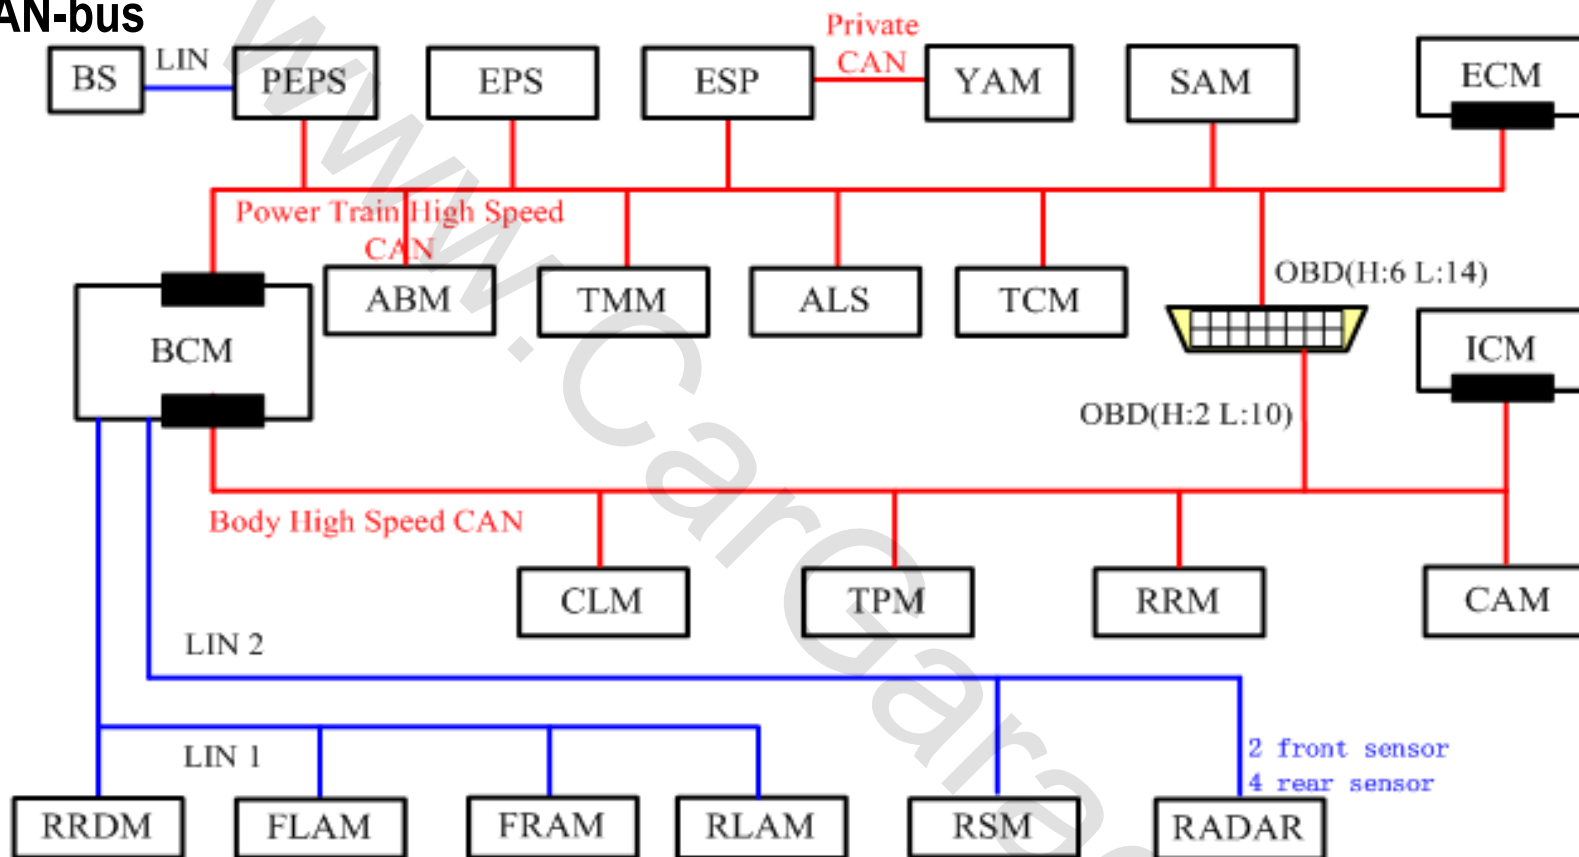 AN-bus
Private
CAN
BS
LIN
PEPS
EPS
ESP
YAM
SAM
ECM
Power Train High Speed
CAN
ABM
TMM
ALS
TCM
OBD(H:6 L:14)
BCM
ICM
OBD(H:2 L:10)
Body High Speed CAN
CLM
TPM
RRM
CAM
LIN 2
LIN 1
2 front sensor
4 rear sensor
RRDM
FLAM
FRAM
RLAM
RSM
RADAR
www.CarGara